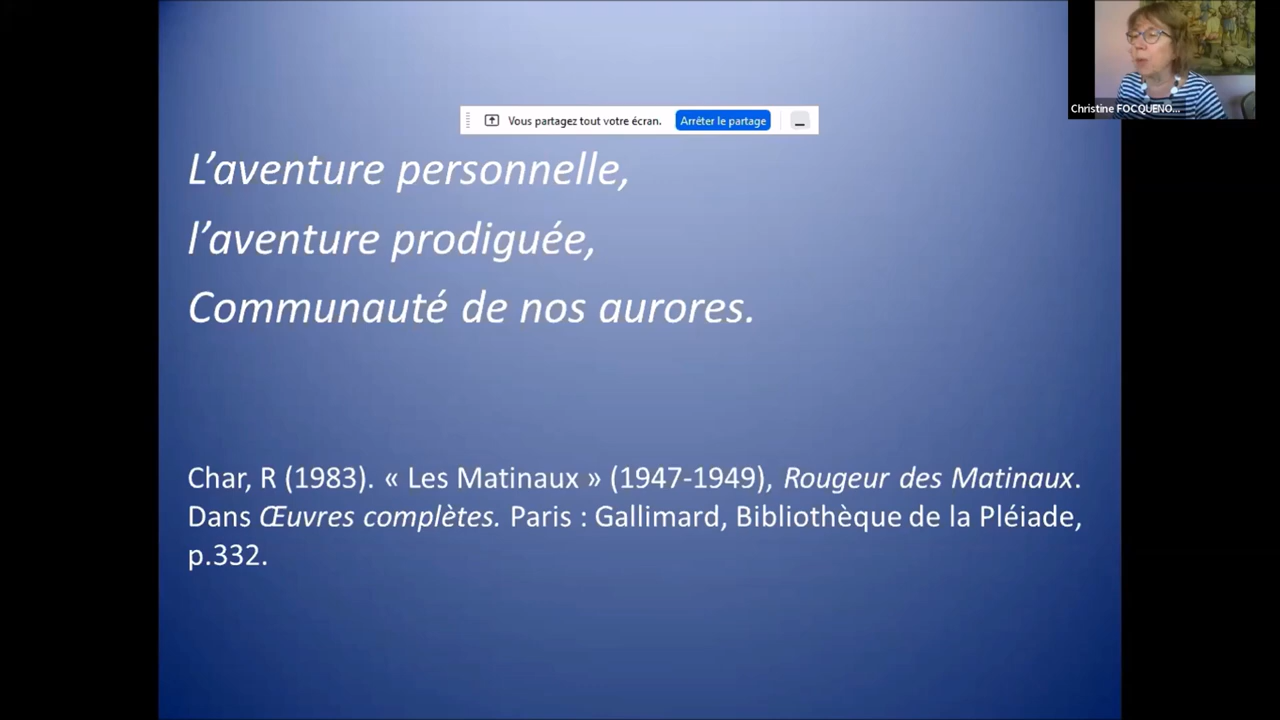 Christine FOCQUENO...
Vous partagez tout votre écran. Arrêter le partage
L’aventure personnelle,
l’aventure prodiguée,
Communauté de nos aurores.
Char, R (1983). « Les Matinaux » (1947-1949), Rougeur des Matinaux.
Dans Œuvres complètes. Paris : Gallimard, Bibliothèque de la Pléiade,
p.332.